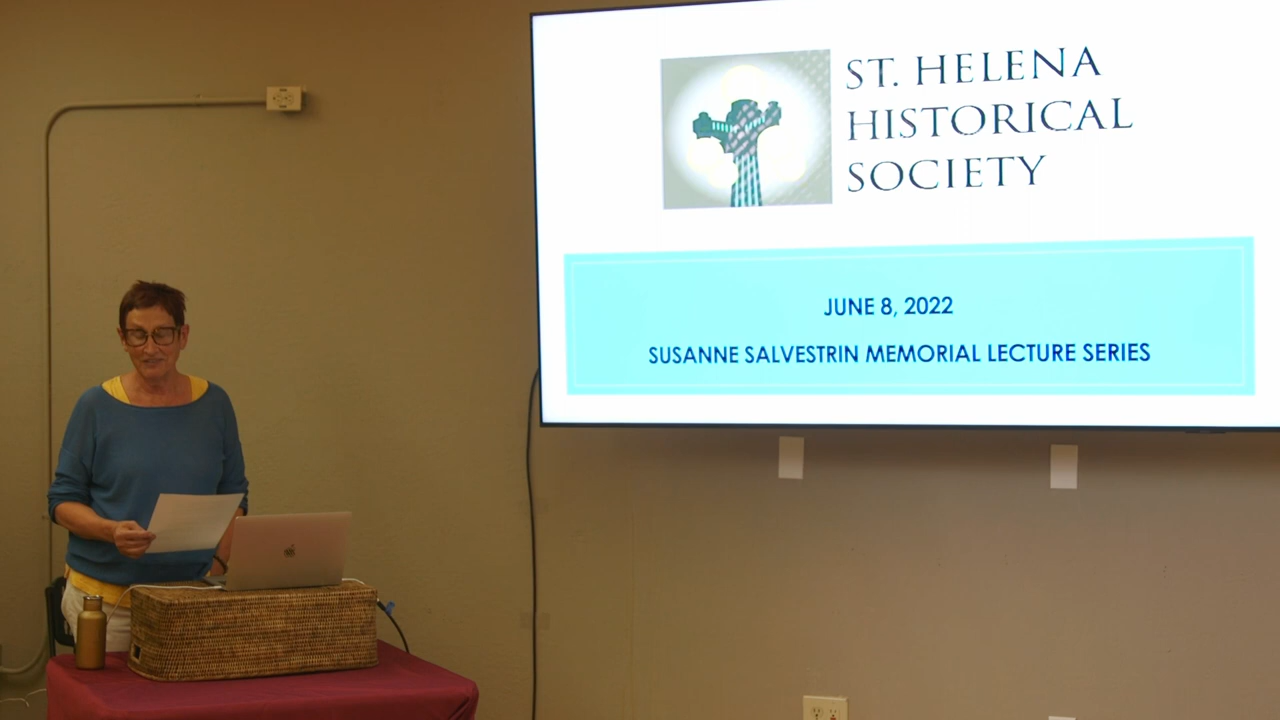 ST. HELENA
HISTORICAL
SOCIETY
JUNE 8, 2022
SUSANNE SALVESTRIN MEMORIAL LECTURE SERIES